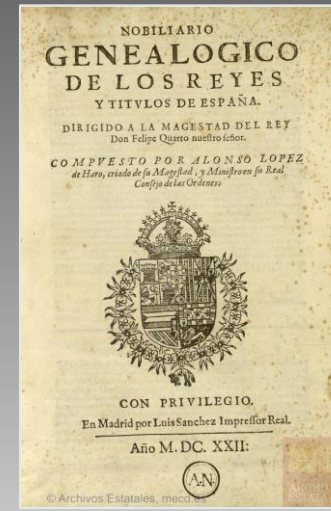 NOBILIARIO
GENEALOGICO
DE LOS REYES
Y TITVLOS DE ESPAÑA.
DIRIGIDO A LA MAGESTAD DEL REY
Don Felipe Quarto nueſtro ſeñor.
COMPVESTO POR ALONSO LOPEZ
de Haro, criado de ſu Mageſtad, y Miniſtro en ſu Real
Conſejo de las Ordenes.
CON PRIVILEGIO.
En Madrid por Luis Sanchez Impreſſor Real.
Año M. DC. XXII:
A.N.
© Archivos Estatales, mecd.es